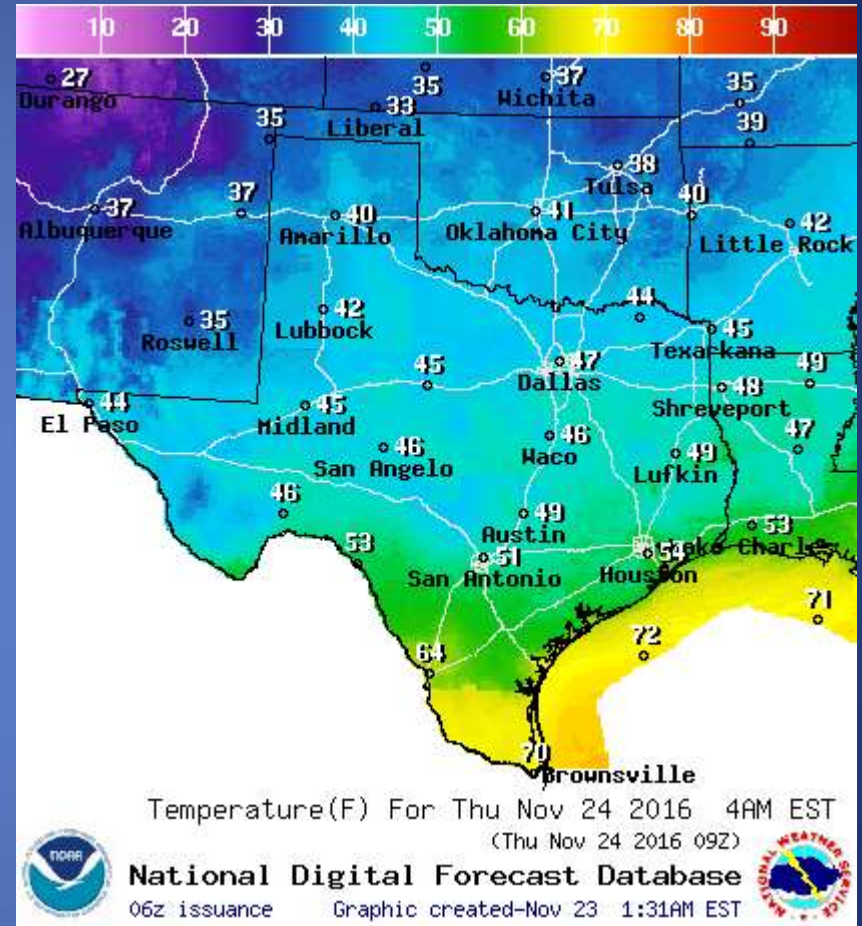 10 20 30 40 50 60 70 80 90
27 35 37 35
Durango 33 Wichita
Liberal
35 39
38
Tulsa
37 37 40 41 40 42
Albuquerque Amarillo Oklahoma City Little Rock
42 44
35 Lubbock 45
Roswell Texarkana
45 47 49
Dallas 48
44 45 Shreveport
El Paso Midland
46 46 49 47
San Angelo Waco Lufkin
46 49 53
Austin Lake Charles
53 51 54
San Antonio Houston
71
72
64
70
Brownsville
Temperature(F) For Thu Nov 24 2016 4AM EST
(Thu Nov 24 2016 09Z)
NOAA
NATIONAL WEATHER SERVICE
National Digital Forecast Database
06z issuance Graphic created-Nov 23 1:31AM EST